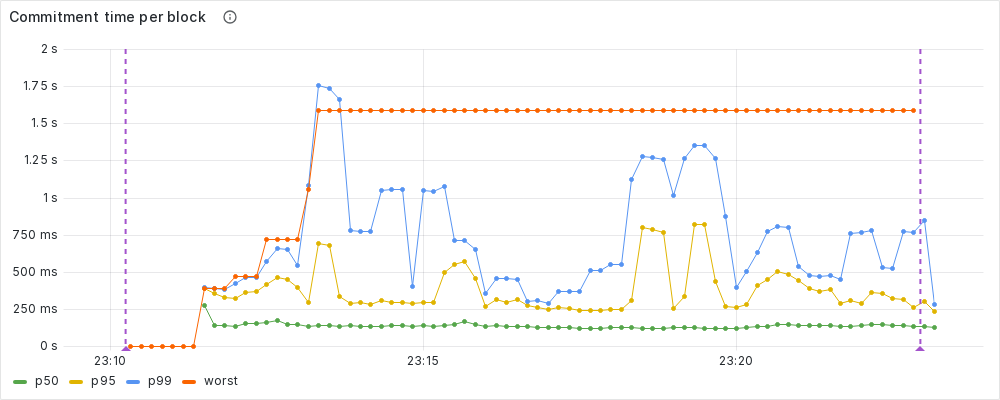 Commitment time per block
2 s
1.75 s
1.5 s
1.25 s
1 s
750 ms
500 ms
250 ms
0 s
23:10 23:15 23:20
p50 p95 p99 worst